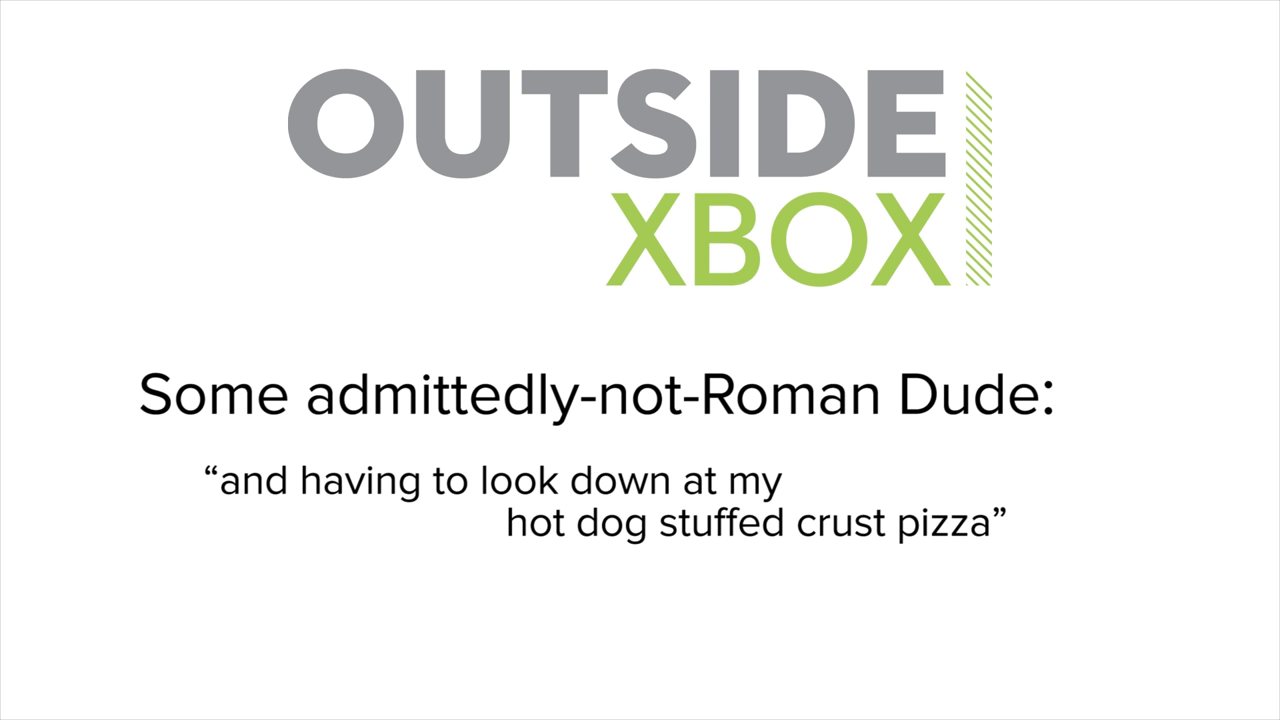 OUTSIDE
XBOX
Some admittedly-not-Roman Dude:
“and having to look down at my
hot dog stuffed crust pizza”